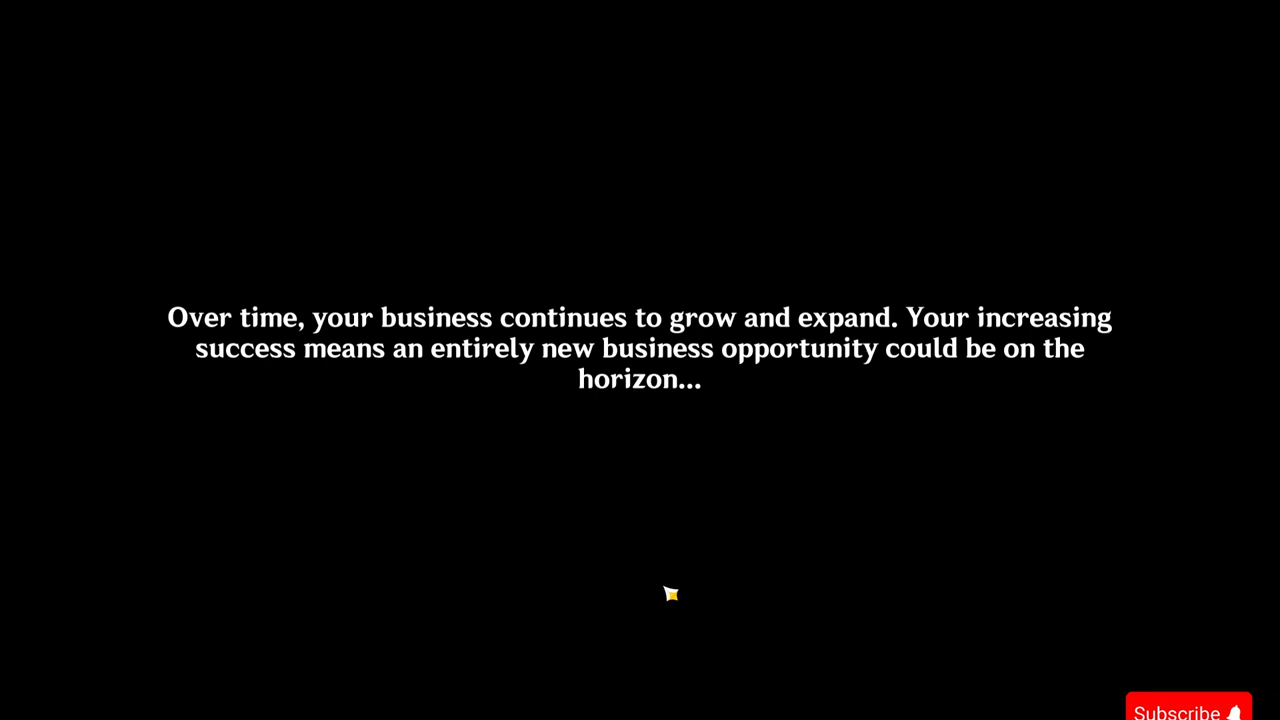 Over time, your business continues to grow and expand. Your increasing
success means an entirely new business opportunity could be on the
horizon...
Subscribe